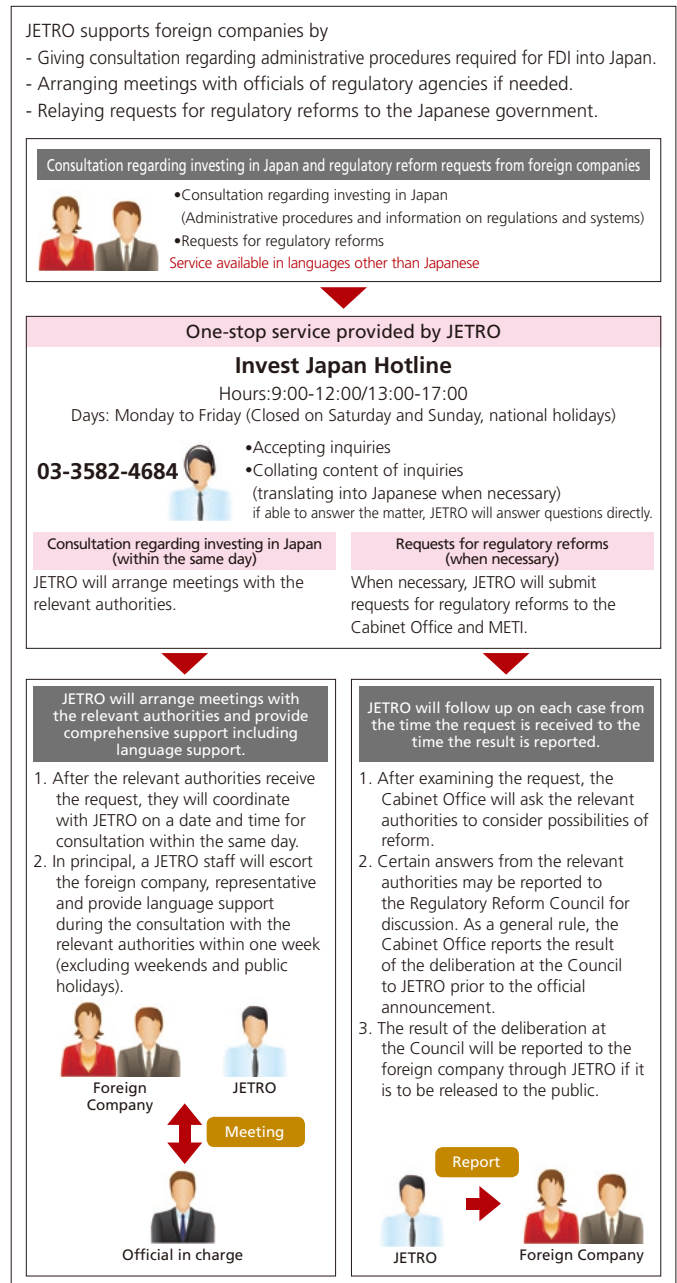 JETRO supports foreign companies by
- Giving consultation regarding administrative procedures required for FDI into Japan.
- Arranging meetings with officials of regulatory agencies if needed.
- Relaying requests for regulatory reforms to the Japanese government.
Consultation regarding investing in Japan and regulatory reform requests from foreign companies
•Consultation regarding investing in Japan
(Administrative procedures and information on regulations and systems)
•Requests for regulatory reforms
Service available in languages other than Japanese
One-stop service provided by JETRO
Invest Japan Hotline
Hours:9:00-12:00/13:00-17:00
Days: Monday to Friday (Closed on Saturday and Sunday, national holidays)
03-3582-4684
•Accepting inquiries
•Collating content of inquiries
(translating into Japanese when necessary)
if able to answer the matter, JETRO will answer questions directly.
Consultation regarding investing in Japan
(within the same day)
JETRO will arrange meetings with the
relevant authorities.
Requests for regulatory reforms
(when necessary)
When necessary, JETRO will submit
requests for regulatory reforms to the
Cabinet Office and METI.
JETRO will arrange meetings with
the relevant authorities and provide
comprehensive support including
language support.
1. After the relevant authorities receive
the request, they will coordinate
with JETRO on a date and time for
consultation within the same day.
2. In principal, a JETRO staff will escort
the foreign company, representative
and provide language support
during the consultation with the
relevant authorities within one week
(excluding weekends and public
holidays).
Foreign
Company
JETRO
Meeting
Official in charge
JETRO will follow up on each case from
the time the request is received to the
time the result is reported.
1. After examining the request, the
Cabinet Office will ask the relevant
authorities to consider possibilities of
reform.
2. Certain answers from the relevant
authorities may be reported to
the Regulatory Reform Council for
discussion. As a general rule, the
Cabinet Office reports the result
of the deliberation at the Council
to JETRO prior to the official
announcement.
3. The result of the deliberation at
the Council will be reported to the
foreign company through JETRO if it
is to be released to the public.
Report
JETRO
Foreign Company